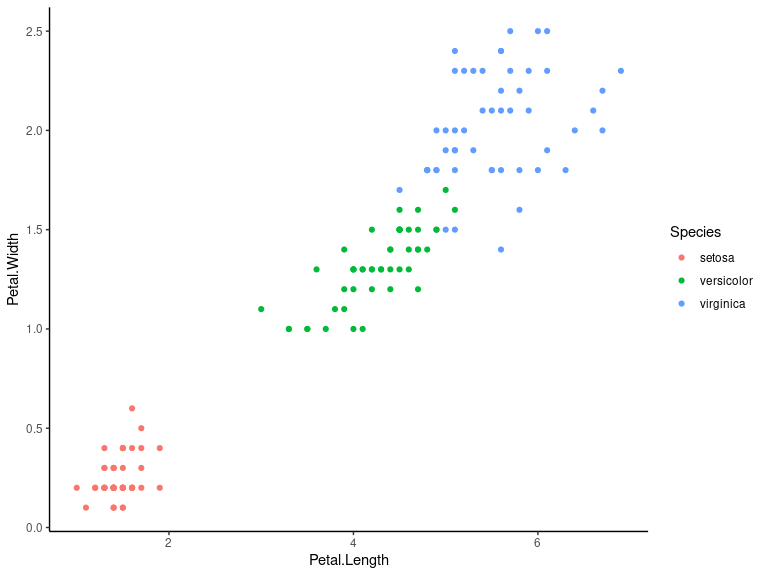 2.5
2.0
1.5
1.0
0.5
0.0
2 4 6
Petal.Length
Petal.Width
Species
setosa
versicolor
virginica